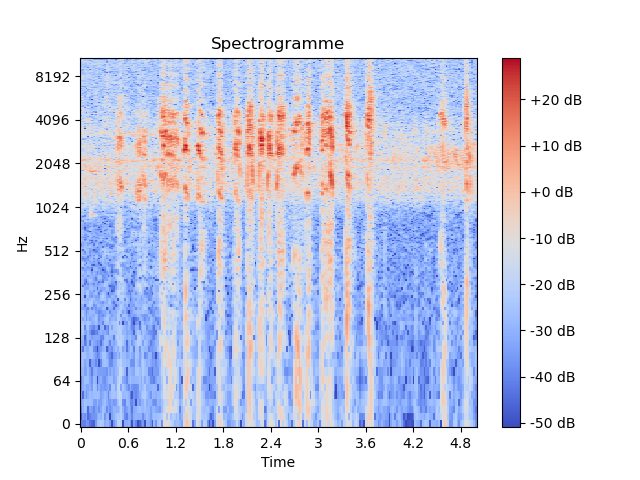 Spectrogramme
8192
4096
2048
1024
512
256
128
64
0
Hz
0 0.6 1.2 1.8 2.4 3 3.6 4.2 4.8
Time
+20 dB
+10 dB
+0 dB
-10 dB
-20 dB
-30 dB
-40 dB
-50 dB